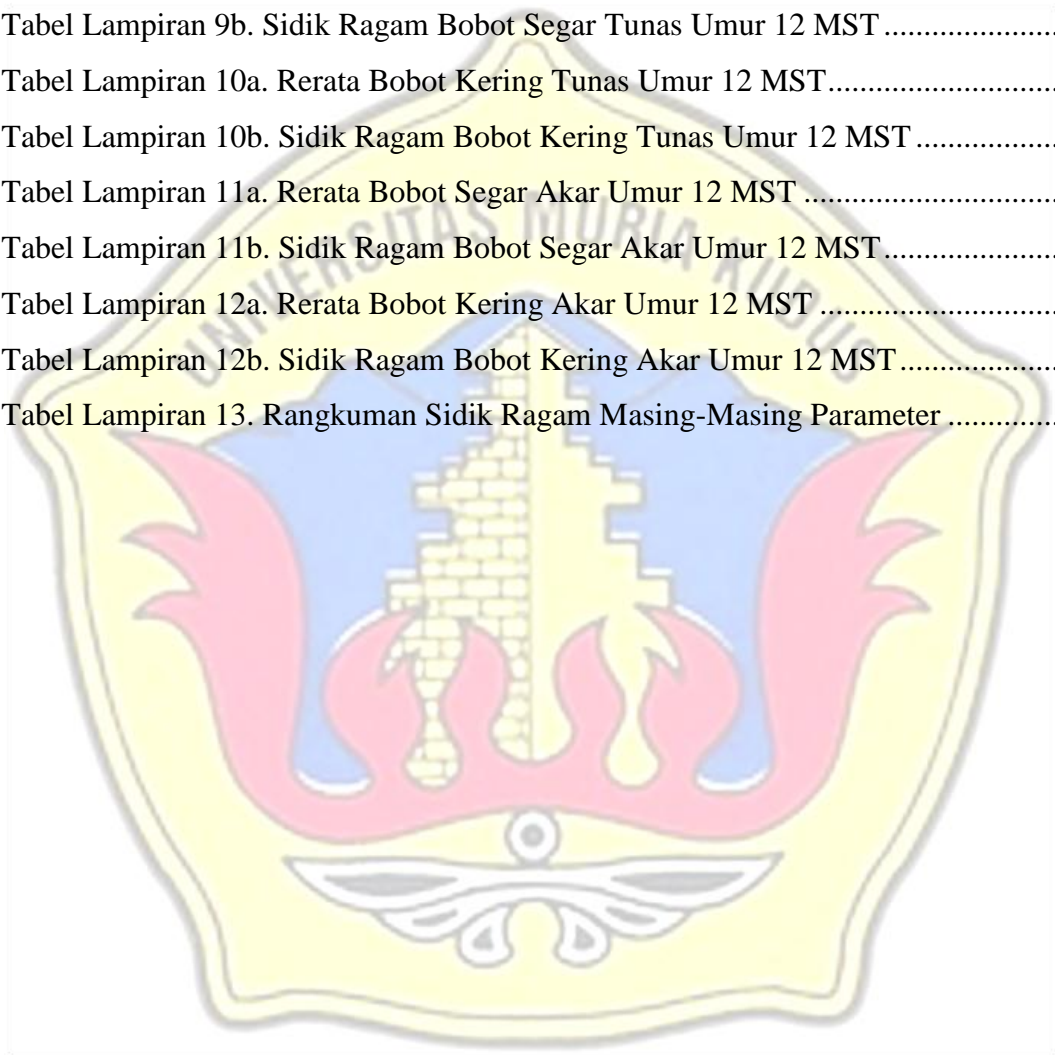 Tabel Lampiran 9b. Sidik Ragam Bobot Segar Tunas Umur 12 MST .....................
Tabel Lampiran 10a. Rerata Bobot Kering Tunas Umur 12 MST............................
Tabel Lampiran 10b. Sidik Ragam Bobot Kering Tunas Umur 12 MST .................
Tabel Lampiran 11a. Rerata Bobot Segar Akar Umur 12 MST ...............................
Tabel Lampiran 11b. Sidik Ragam Bobot Segar Akar Umur 12 MST.....................
Tabel Lampiran 12a. Rerata Bobot Kering Akar Umur 12 MST .............................
Tabel Lampiran 12b. Sidik Ragam Bobot Kering Akar Umur 12 MST...................
Tabel Lampiran 13. Rangkuman Sidik Ragam Masing-Masing Parameter .............
UNIVERSITAS MURIA KUDUS